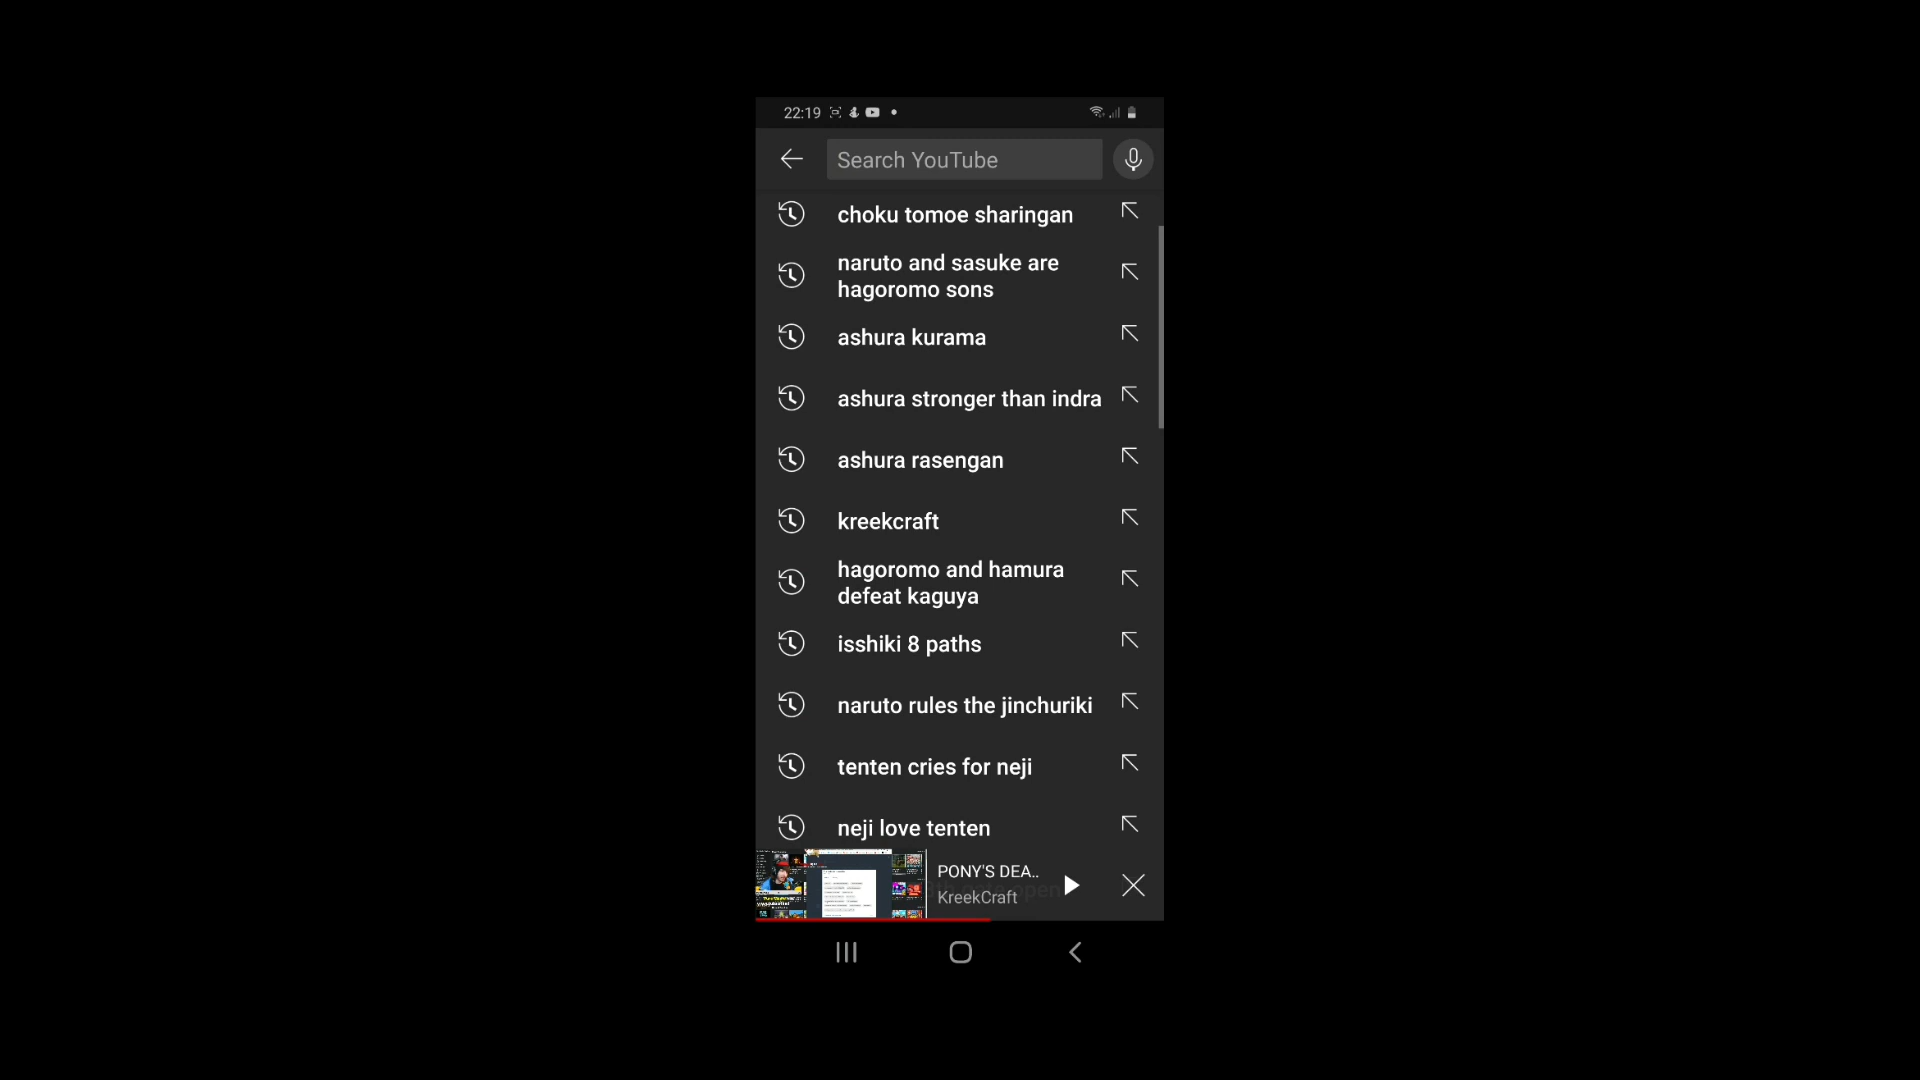 22:19
Search YouTube
choku tomoe sharingan
naruto and sasuke are
hagoromo sons
ashura kurama
ashura stronger than indra
ashura rasengan
kreekcraft
hagoromo and hamura
defeat kaguya
isshiki 8 paths
naruto rules the jinchuriki
tenten cries for neji
neji love tenten
PONY'S DEA..
KreekCraft